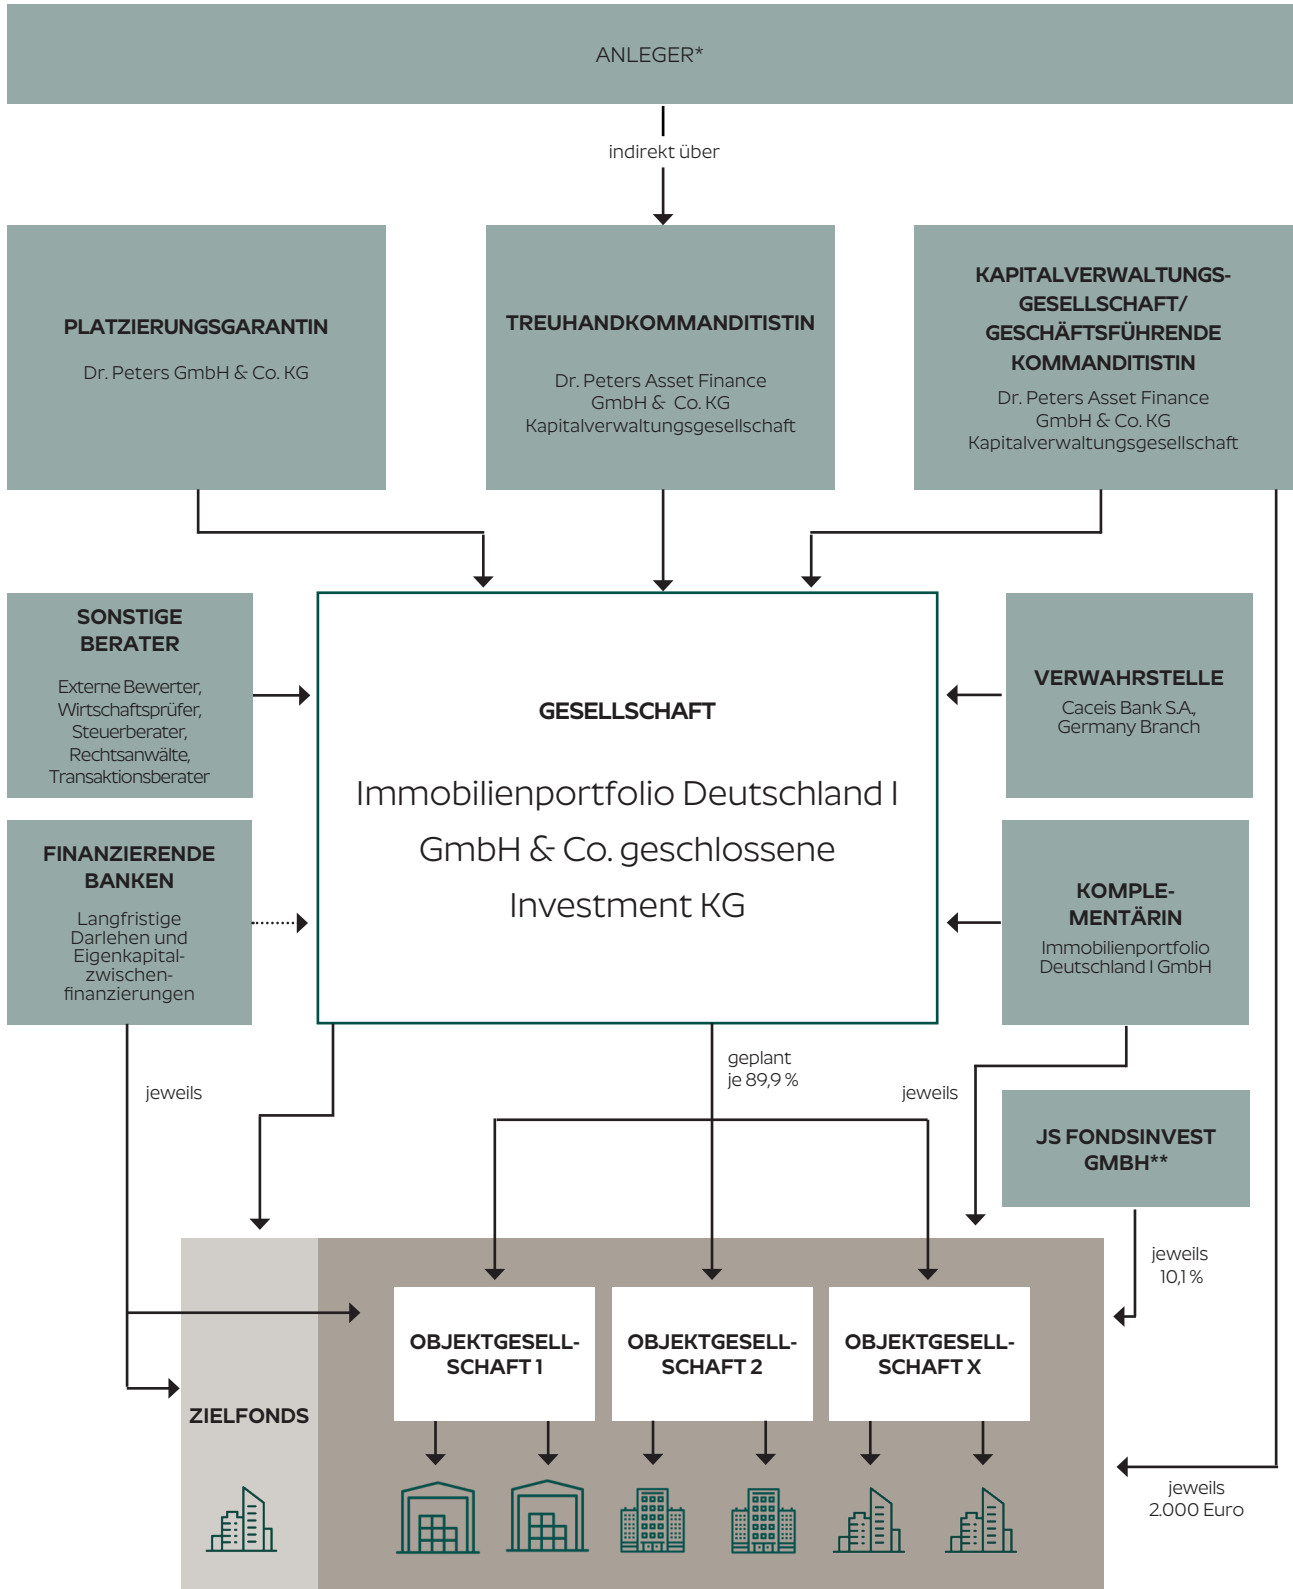 ANLEGER*
indirekt über
PLATZIERUNGSGARANTIN
Dr. Peters GmbH & Co. KG
TREUHANDKOMMANDITISTIN
Dr. Peters Asset Finance
GmbH & Co. KG
Kapitalverwaltungsgesellschaft
KAPITALVERWALTUNGS-
GESELLSCHAFT/
GESCHÄFTSFÜHRENDE
KOMMANDITISTIN
Dr. Peters Asset Finance
GmbH & Co. KG
Kapitalverwaltungsgesellschaft
SONSTIGE
BERATER
Externe Bewerter,
Wirtschaftsprüfer,
Steuerberater,
Rechtsanwälte,
Transaktionsberater
GESELLSCHAFT
Immobilienportfolio Deutschland I
GmbH & Co. geschlossene
Investment KG
VERWAHRSTELLE
Caceis Bank S.A.,
Germany Branch
FINANZIERENDE
BANKEN
Langfristige
Darlehen und
Eigenkapital-
zwischen-
finanzierungen
KOMPLE-
MENTÄRIN
Immobilienportfolio
Deutschland I GmbH
jeweils
geplant
je 89,9 %
jeweils
JS FONDSINVEST
GMBH**
jeweils
10,1 %
OBJEKTGESELL-
SCHAFT 1
OBJEKTGESELL-
SCHAFT 2
OBJEKTGESELL-
SCHAFT X
ZIELFONDS
jeweils
2.000 Euro